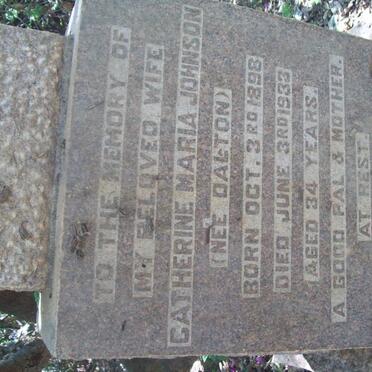 TO THE MEMORY OF
MY BELOVED WIFE
CATHERINE MARIA JOHNSON
(NEE DALTON)
BORN OCT. 3RD 1898
DIED JUNE 3RD 1933
AGED 34 YEARS.
A GOOD PAL & MOTHER.
AT REST